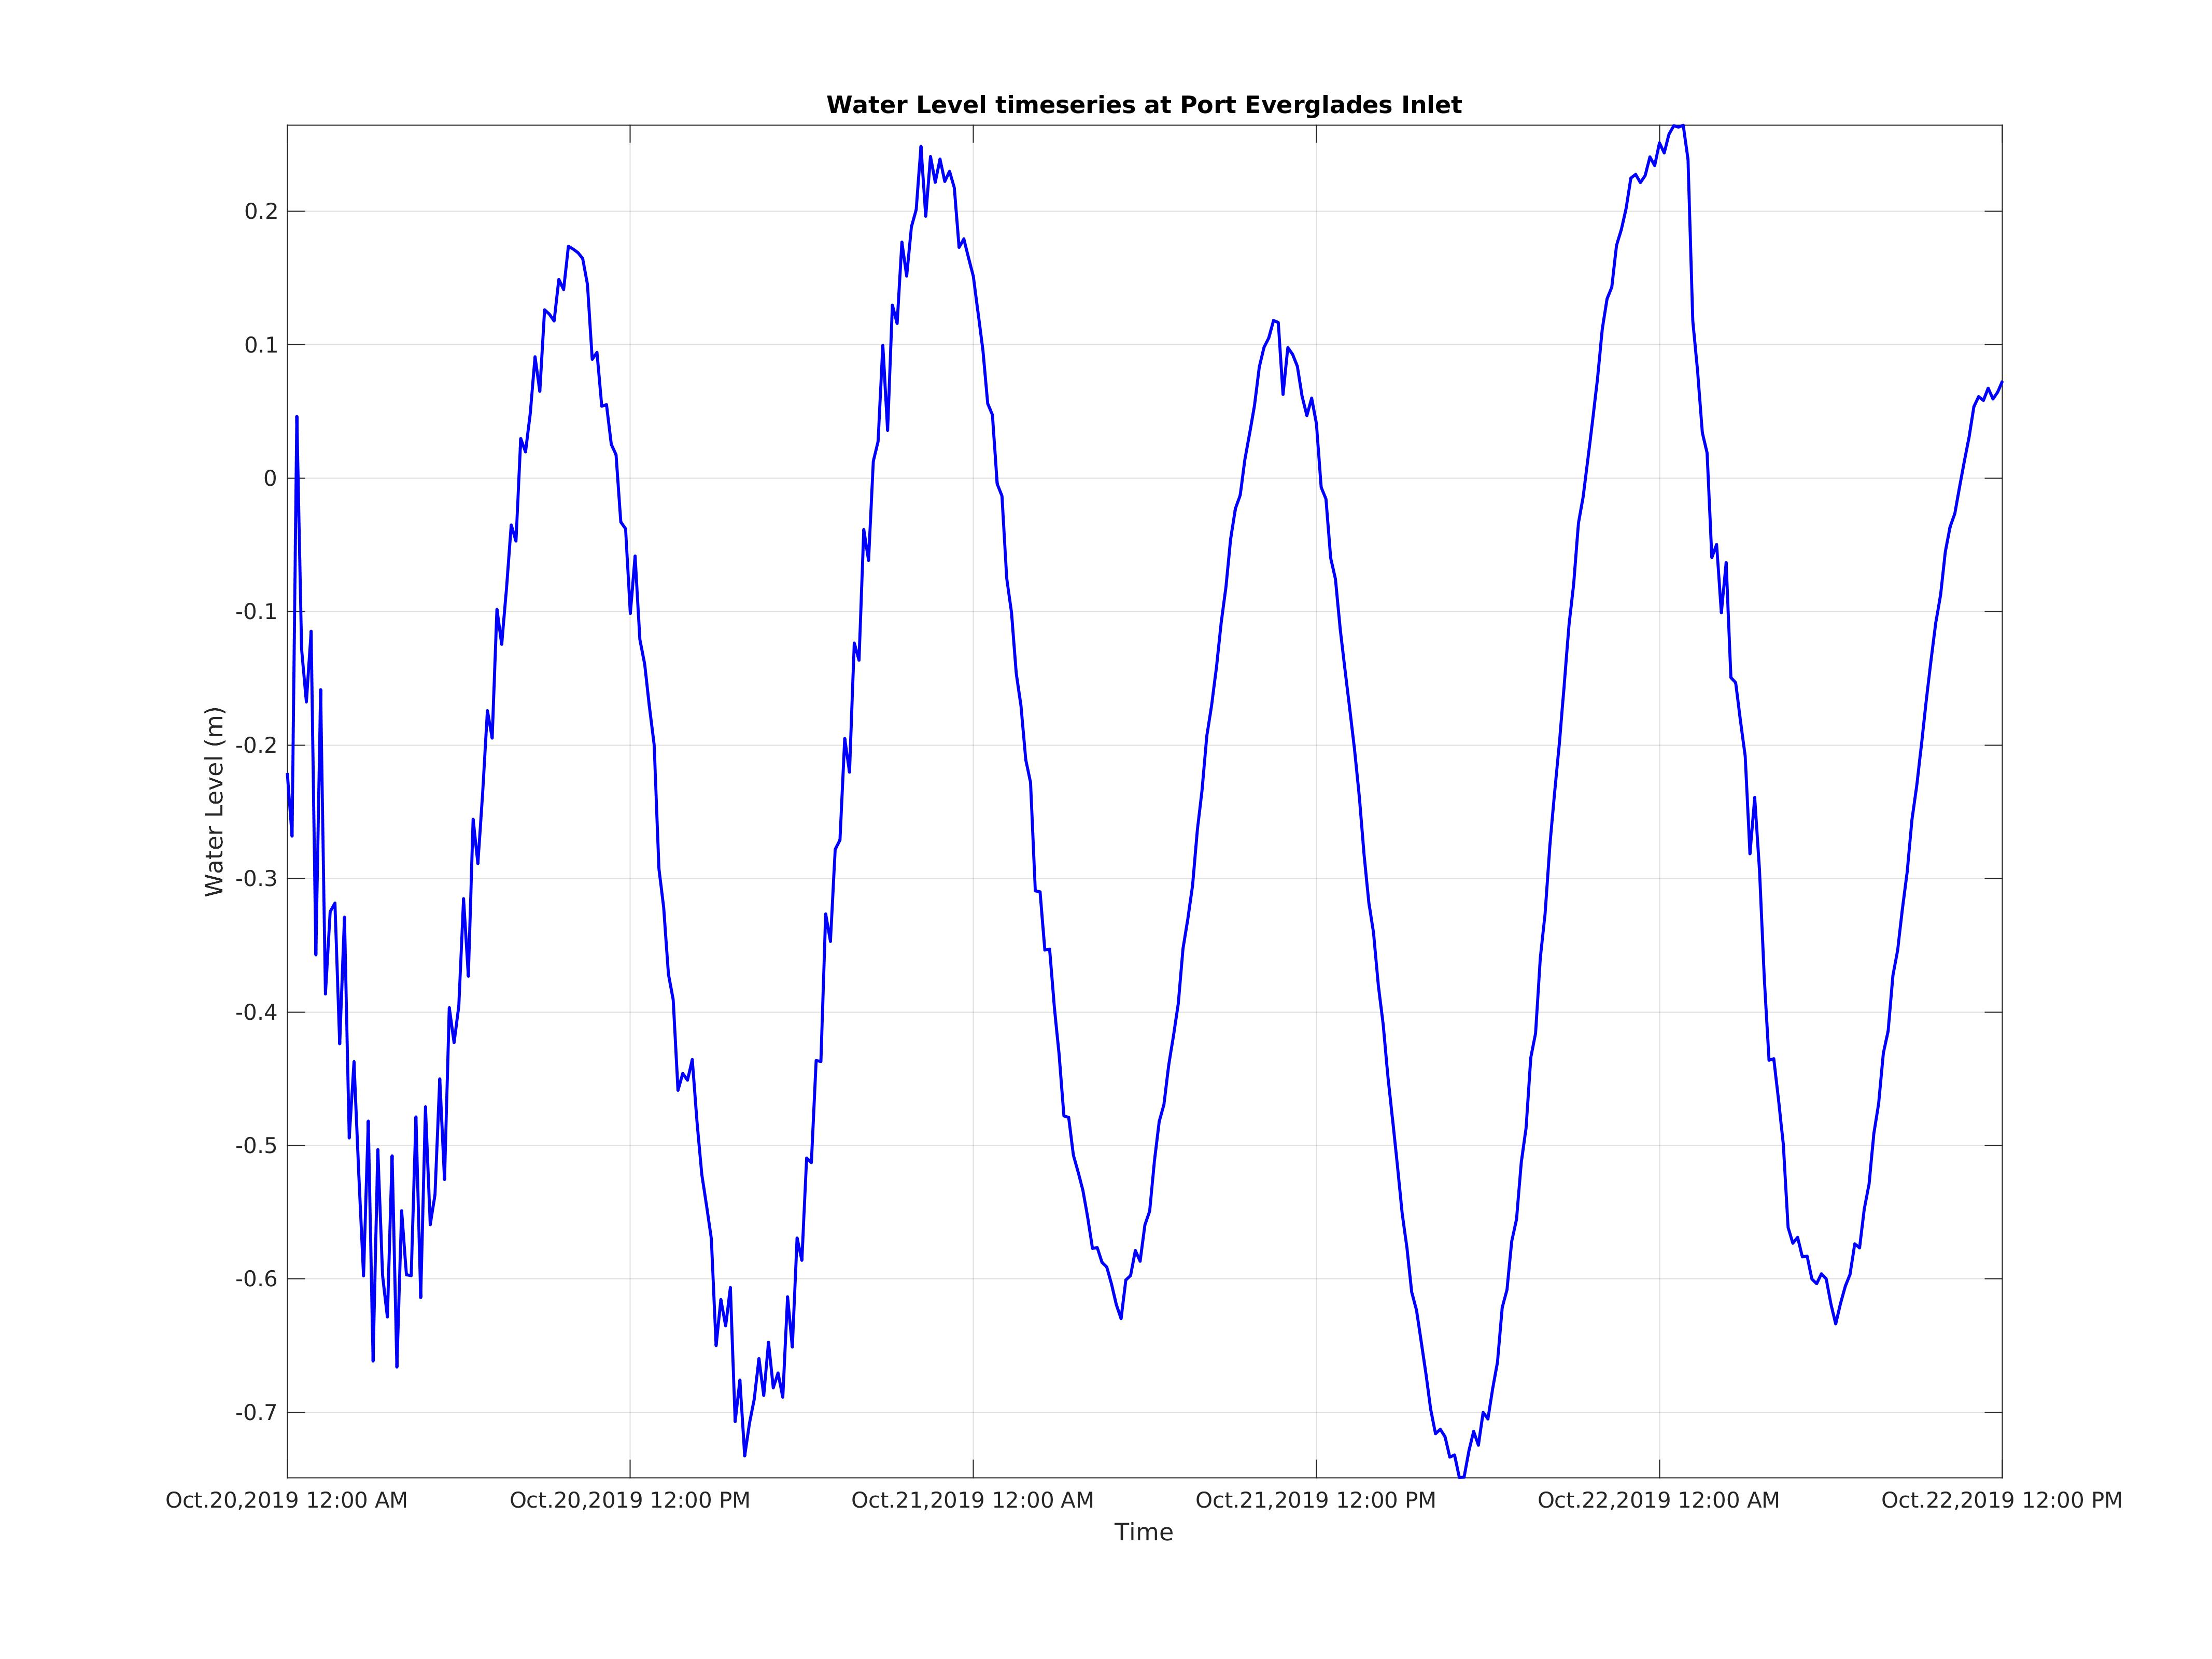 Water Level timeseries at Port Everglades Inlet
0.2
0.1
0
-0.1
-0.2
-0.3
-0.4
-0.5
-0.6
-0.7
Water Level (m)
Oct.20,2019 12:00 AM
Oct.20,2019 12:00 PM
Oct.21,2019 12:00 AM
Oct.21,2019 12:00 PM
Oct.22,2019 12:00 AM
Oct.22,2019 12:00 PM
Time